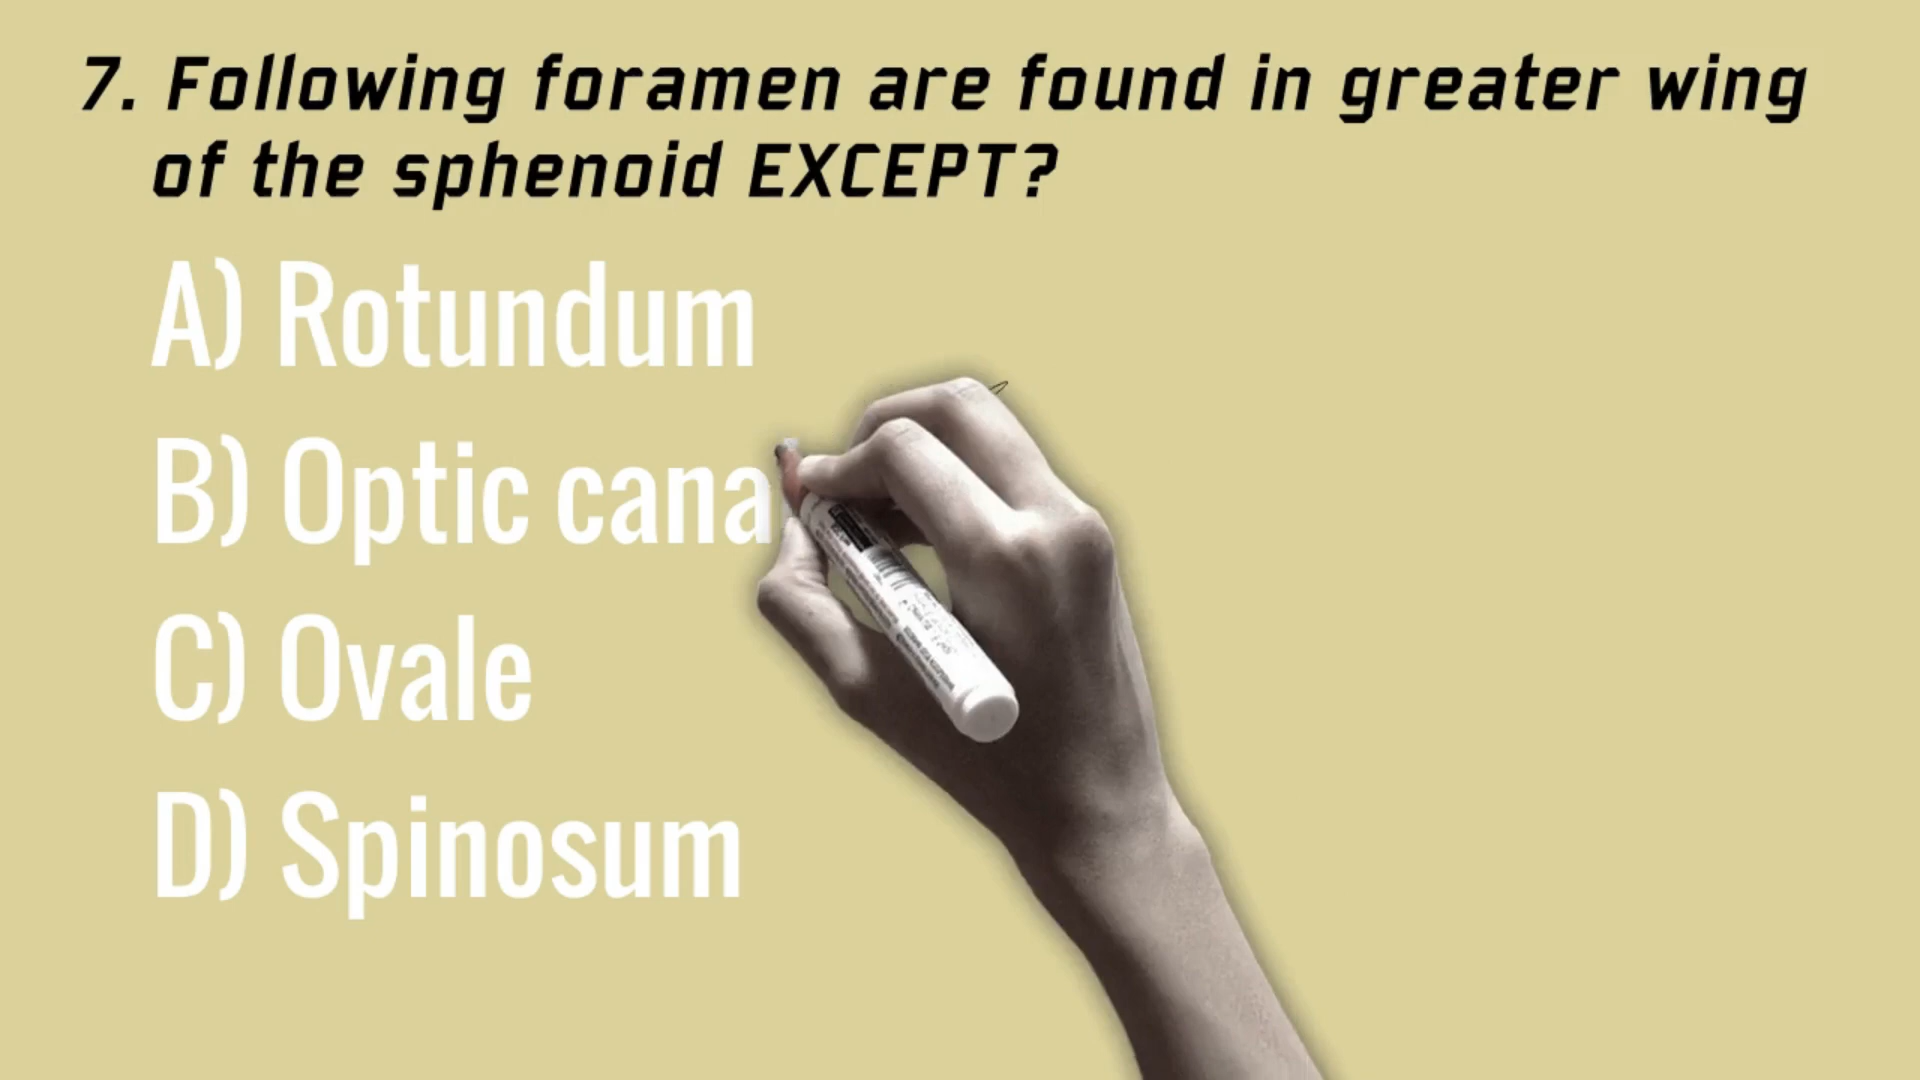 7. Following foramen are found in greater wing
of the sphenoid EXCEPT?
A) Rotundum
B) Optic cana
C) Ovale
D) Spinosum